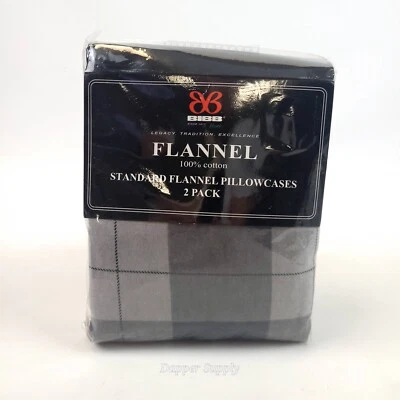 BIBB
LEGACY TRADITION EXCELLENCE
FLANNEL
100% cotton
STANDARD FLANNEL PILLOWCASES
2 PACK
Dapper Supply